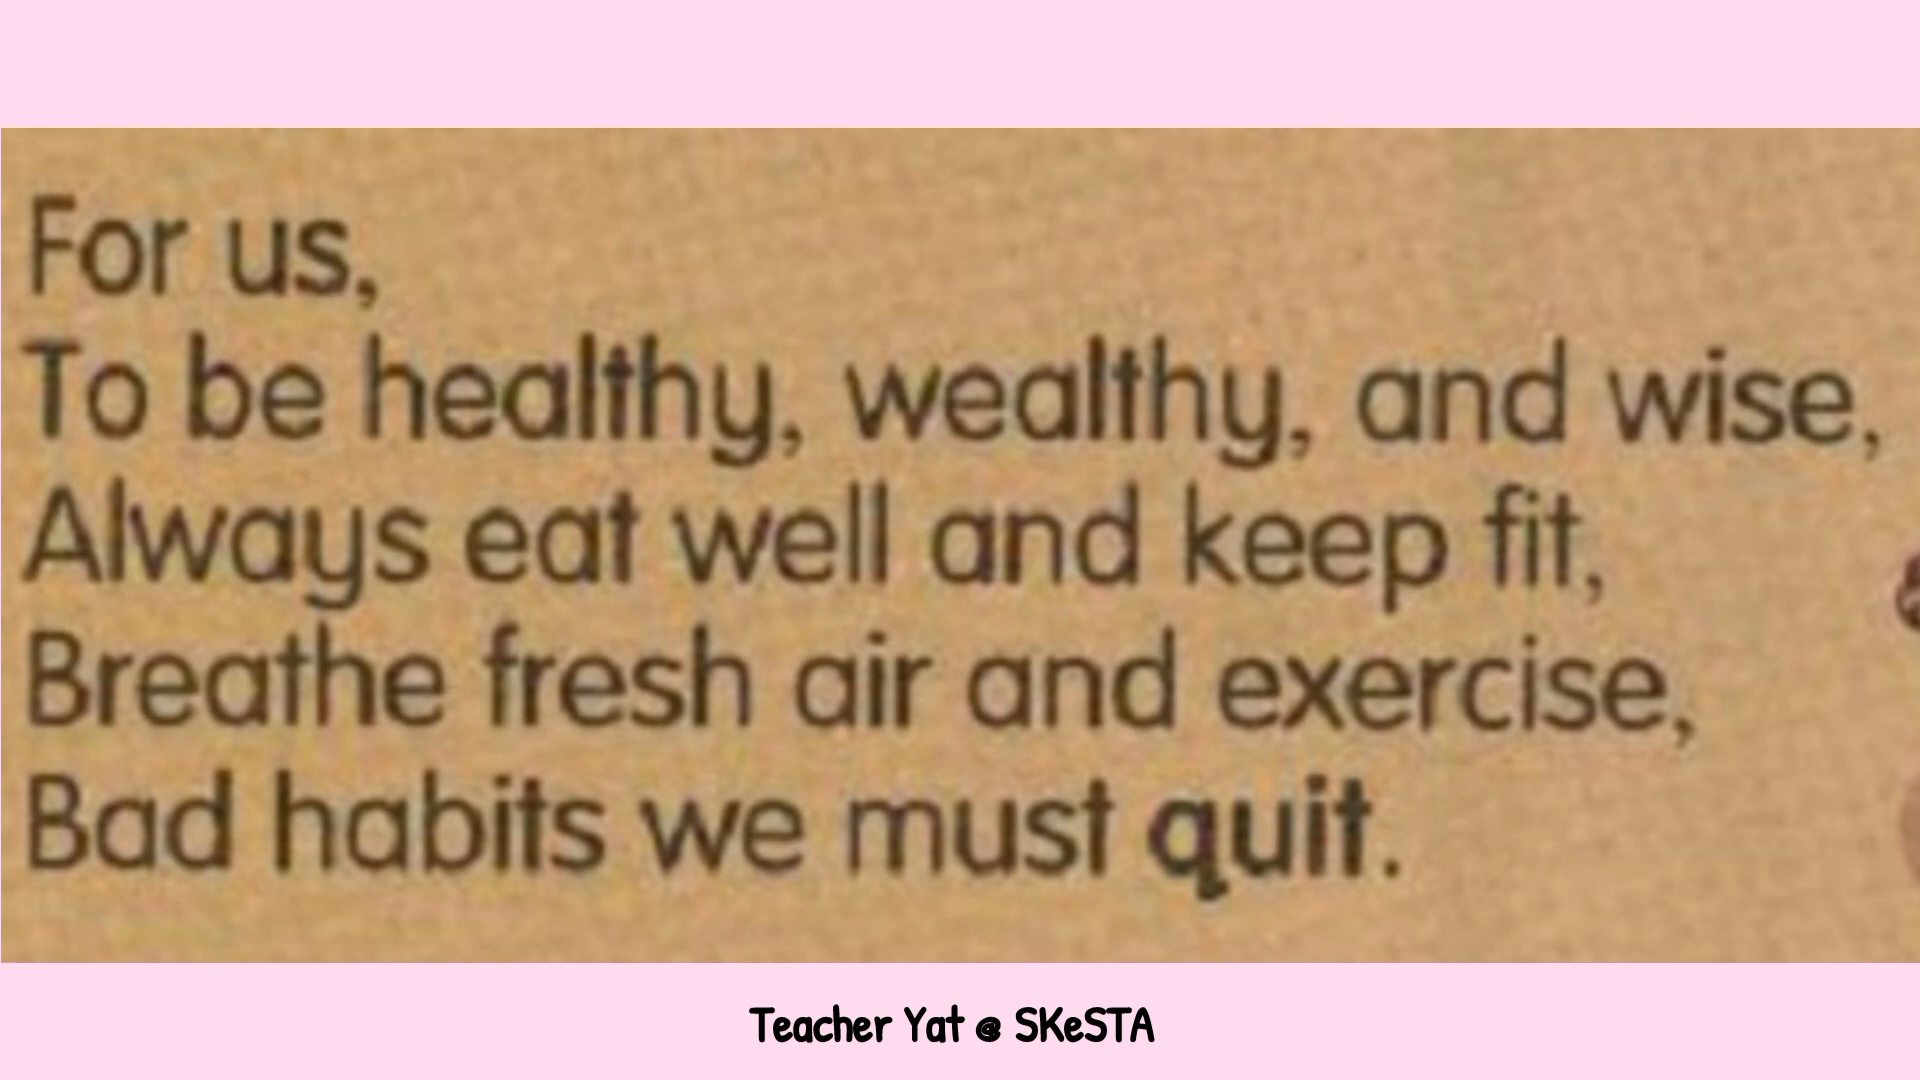 For us,
To be healthy, wealthy, and wise,
Always eat well and keep fit,
Breathe fresh air and exercise,
Bad habits we must quit.
Teacher Yat @ SKeSTA